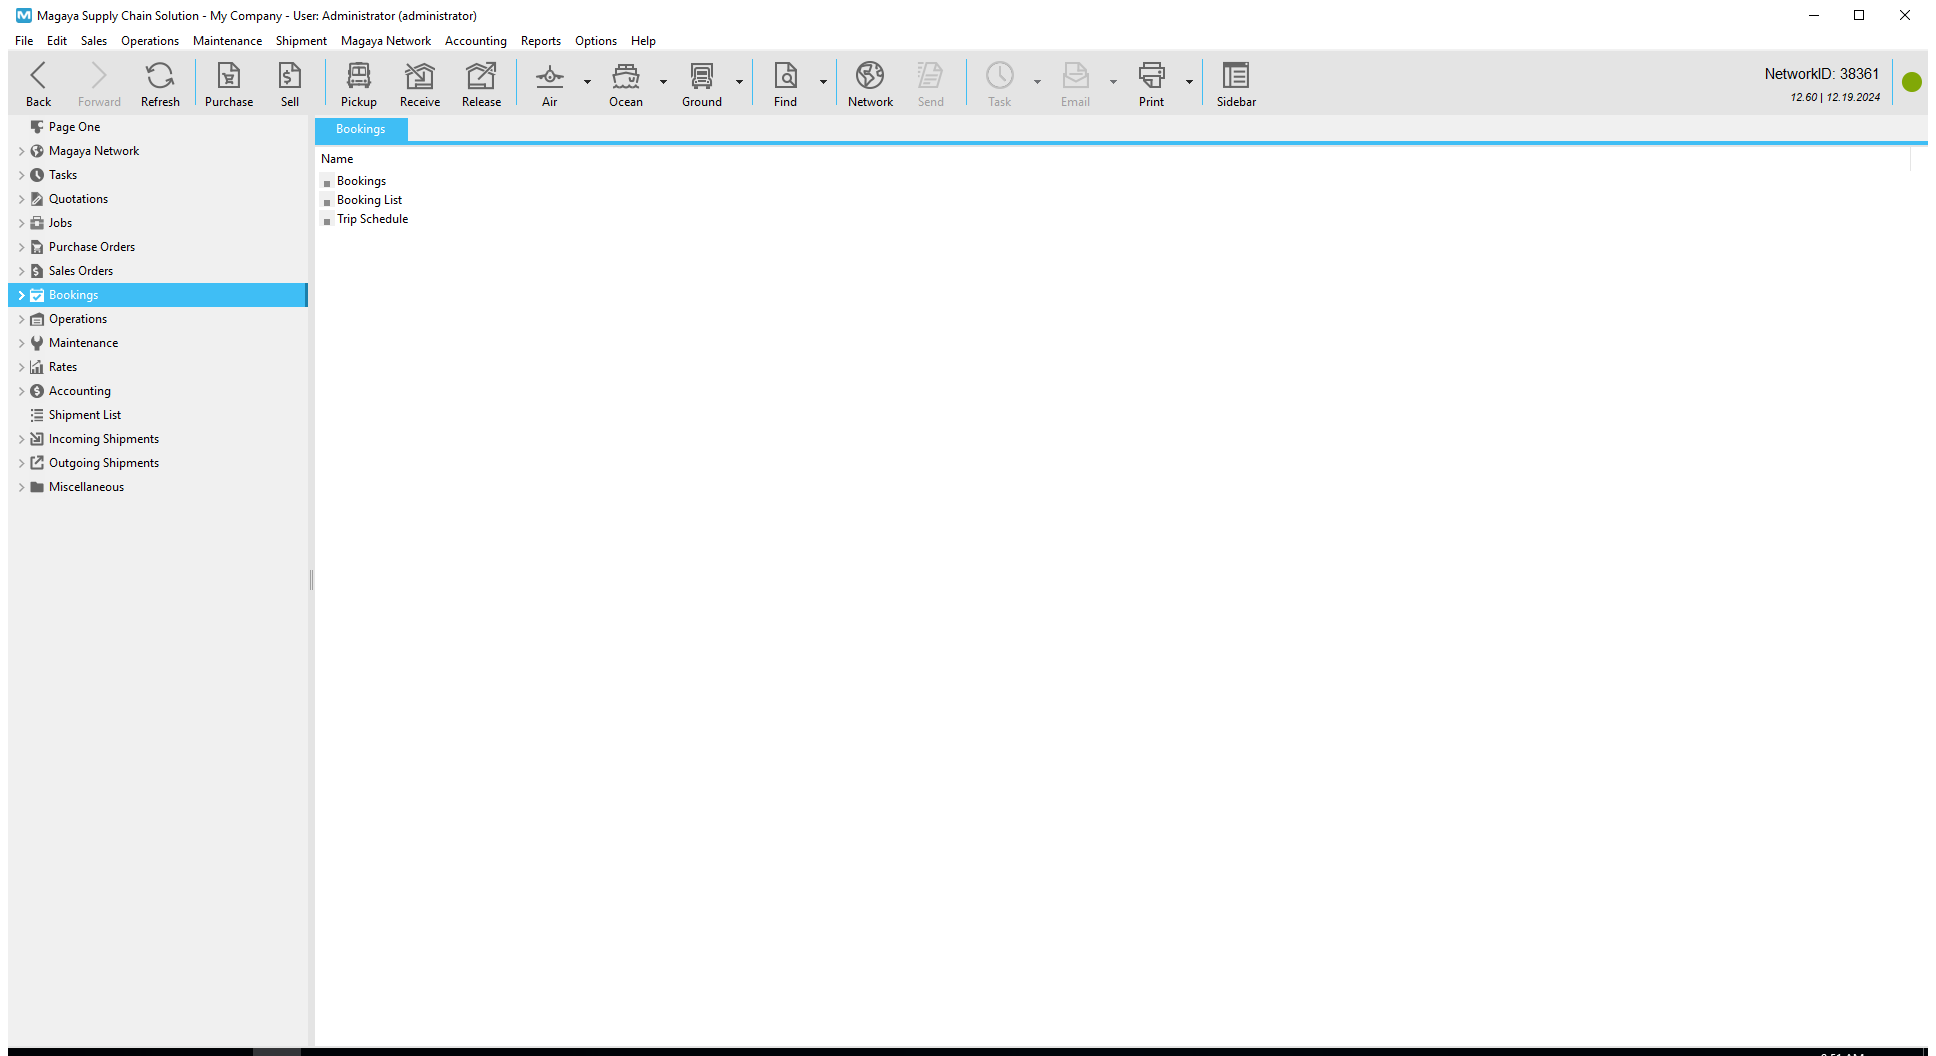 Magaya Supply Chain Solution - My Company - User: Administrator (administrator)
File Edit Sales Operations Maintenance Shipment Magaya Network Accounting Reports Options Help
Back Forward Refresh Purchase Sell Pickup Receive Release Air Ocean Ground Find Network Send Task Email Print Sidebar
NetworkID: 38361
12.60 | 12.19.2024
Page One
Magaya Network
Tasks
Quotations
Jobs
Purchase Orders
Sales Orders
Bookings
Operations
Maintenance
Rates
Accounting
Shipment List
Incoming Shipments
Outgoing Shipments
Miscellaneous
Bookings
Name
Bookings
Booking List
Trip Schedule